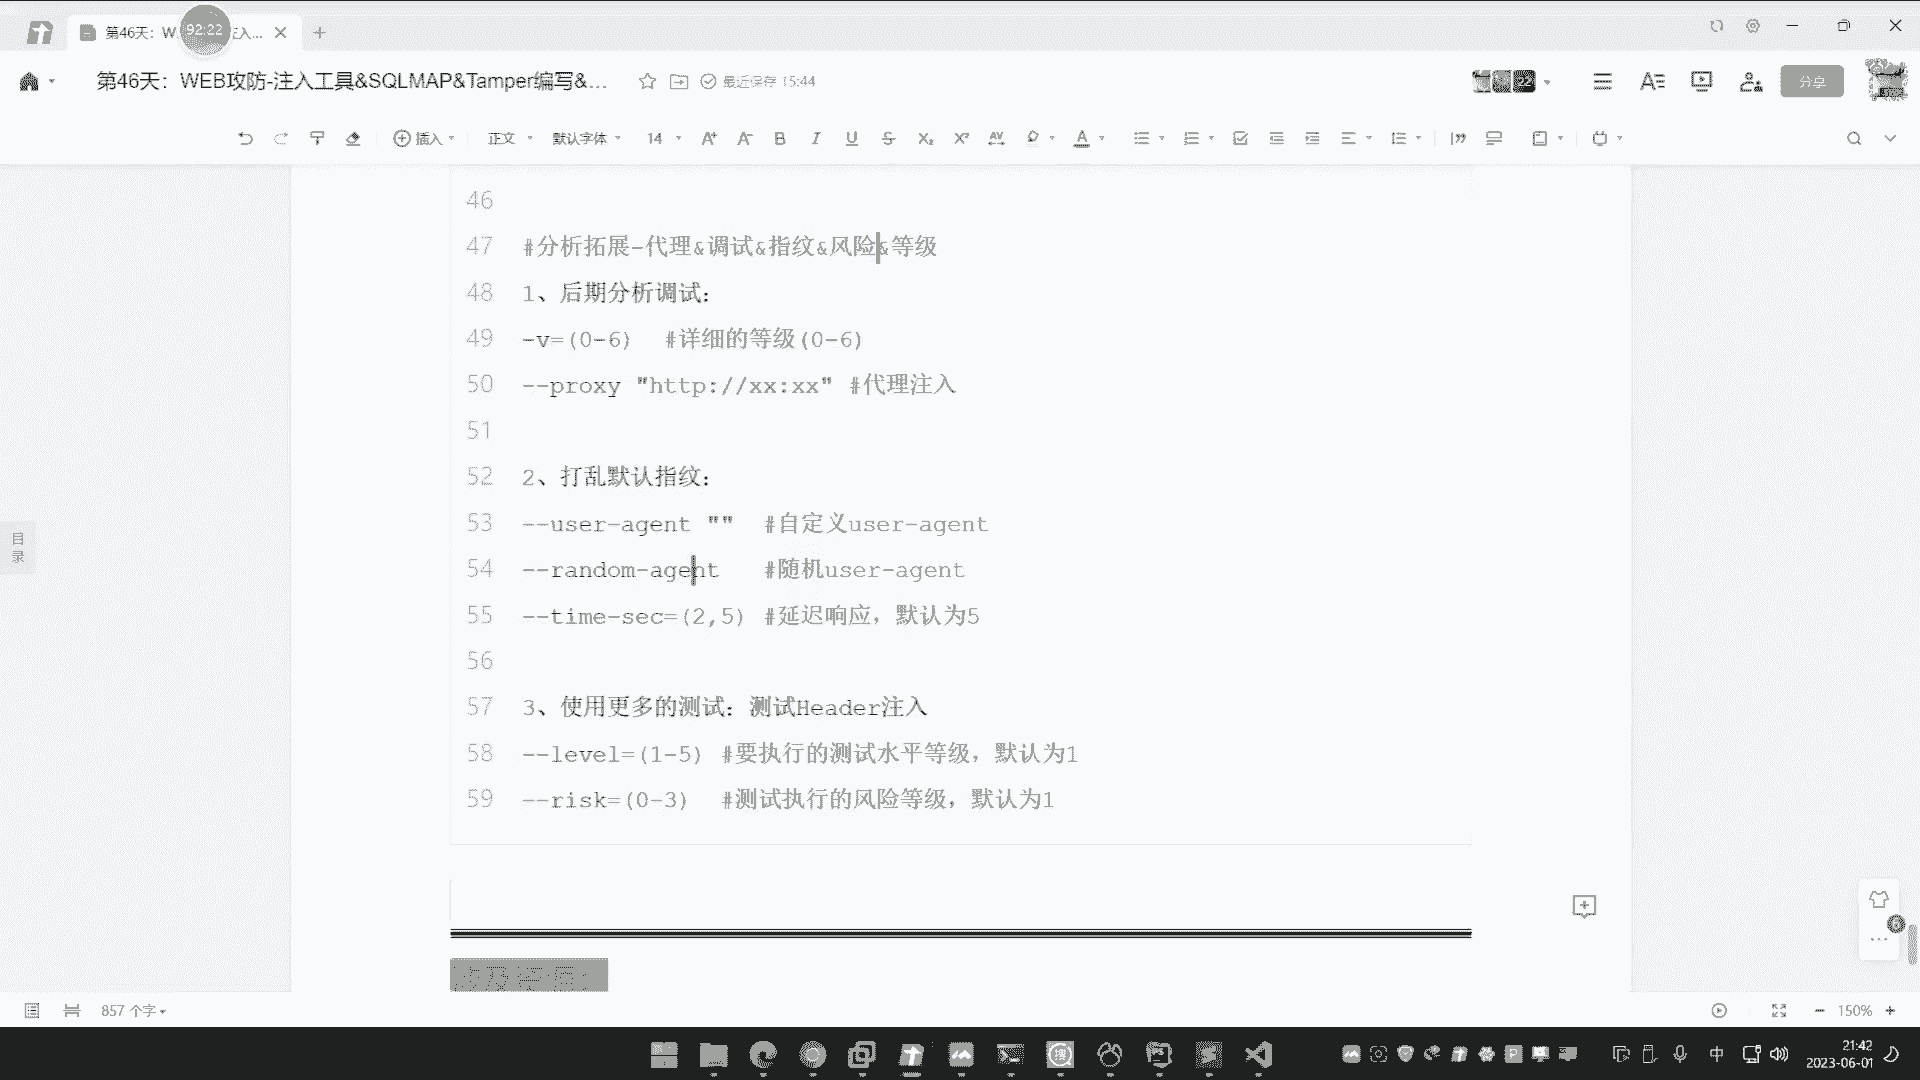 第46天：W
92:22
注入...
第46天：WEB攻防-注入工具&SQLMAP&Tamper编写&...
最近保存 15:44
分享
插入
正文
默认字体
14
46
47 #分析拓展-代理&调试&指纹&风险&等级
48 1、后期分析调试：
49 -v=(0-6) #详细的等级(0-6)
50 --proxy "http://xx:xx" #代理注入
51
52 2、打乱默认指纹：
53 --user-agent "" #自定义user-agent
54 --random-agent #随机user-agent
55 --time-sec=(2,5) #延迟响应，默认为5
56
57 3、使用更多的测试：测试Header注入
58 --level=(1-5) #要执行的测试水平等级，默认为1
59 --risk=(0-3) #测试执行的风险等级，默认为1
目录
857 个字
150%
中
21:42
2023-06-01